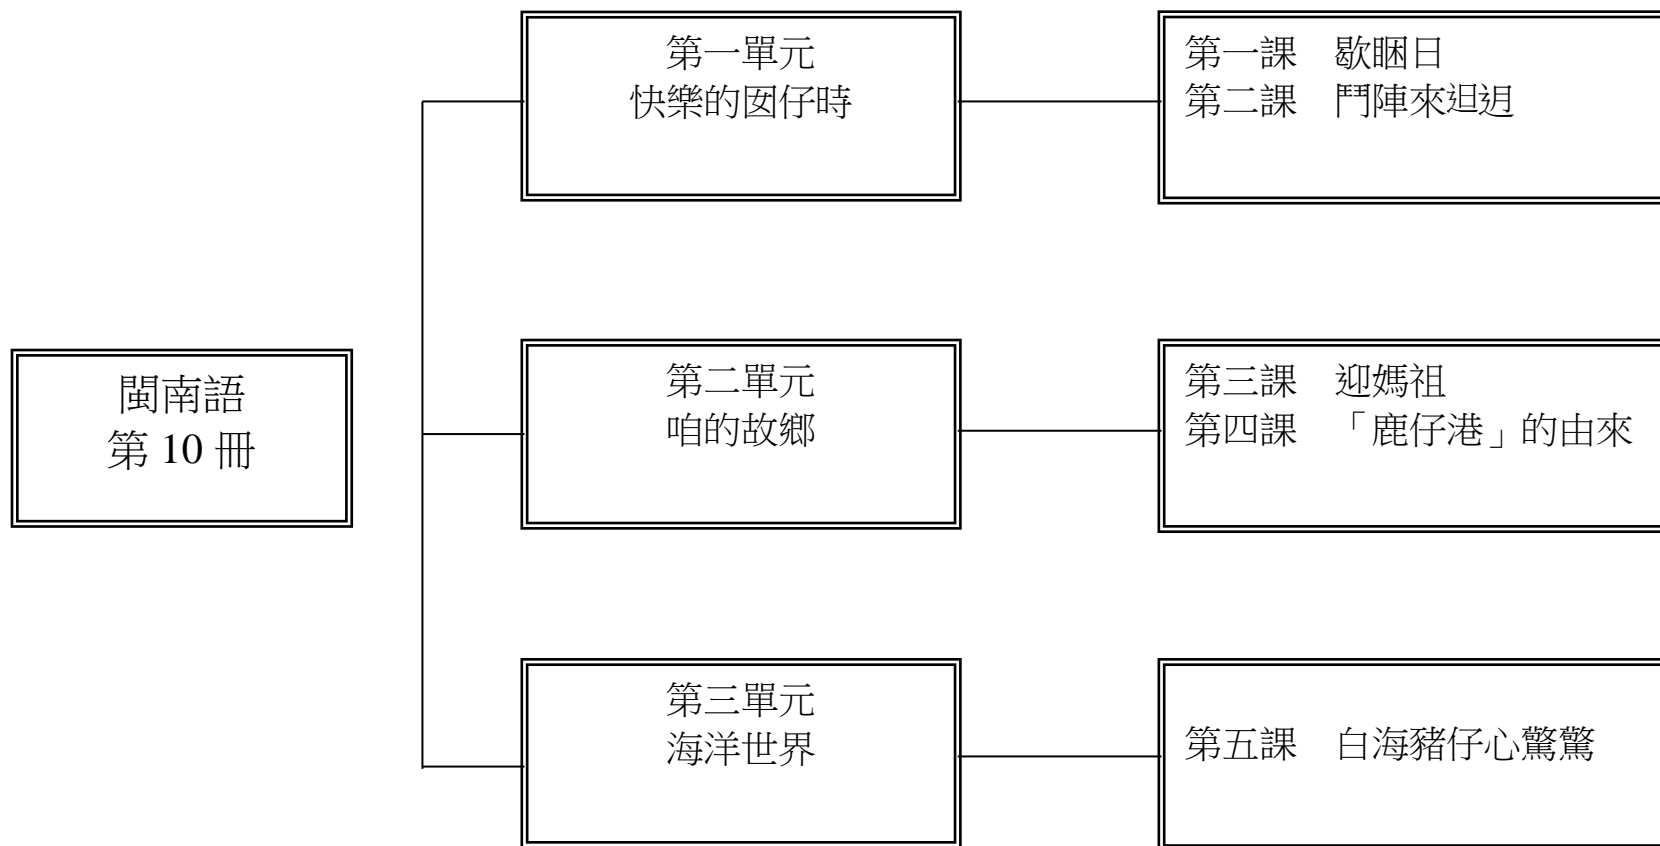 閩南語
第 10 冊
第一單元
快樂的囡仔時
第一課　歇睏日
第二課　鬥陣來𨑨迌
第二單元
咱的故鄉
第三課　迎媽祖
第四課　「鹿仔港」的由來
第三單元
海洋世界
第五課　白海豬仔心驚驚